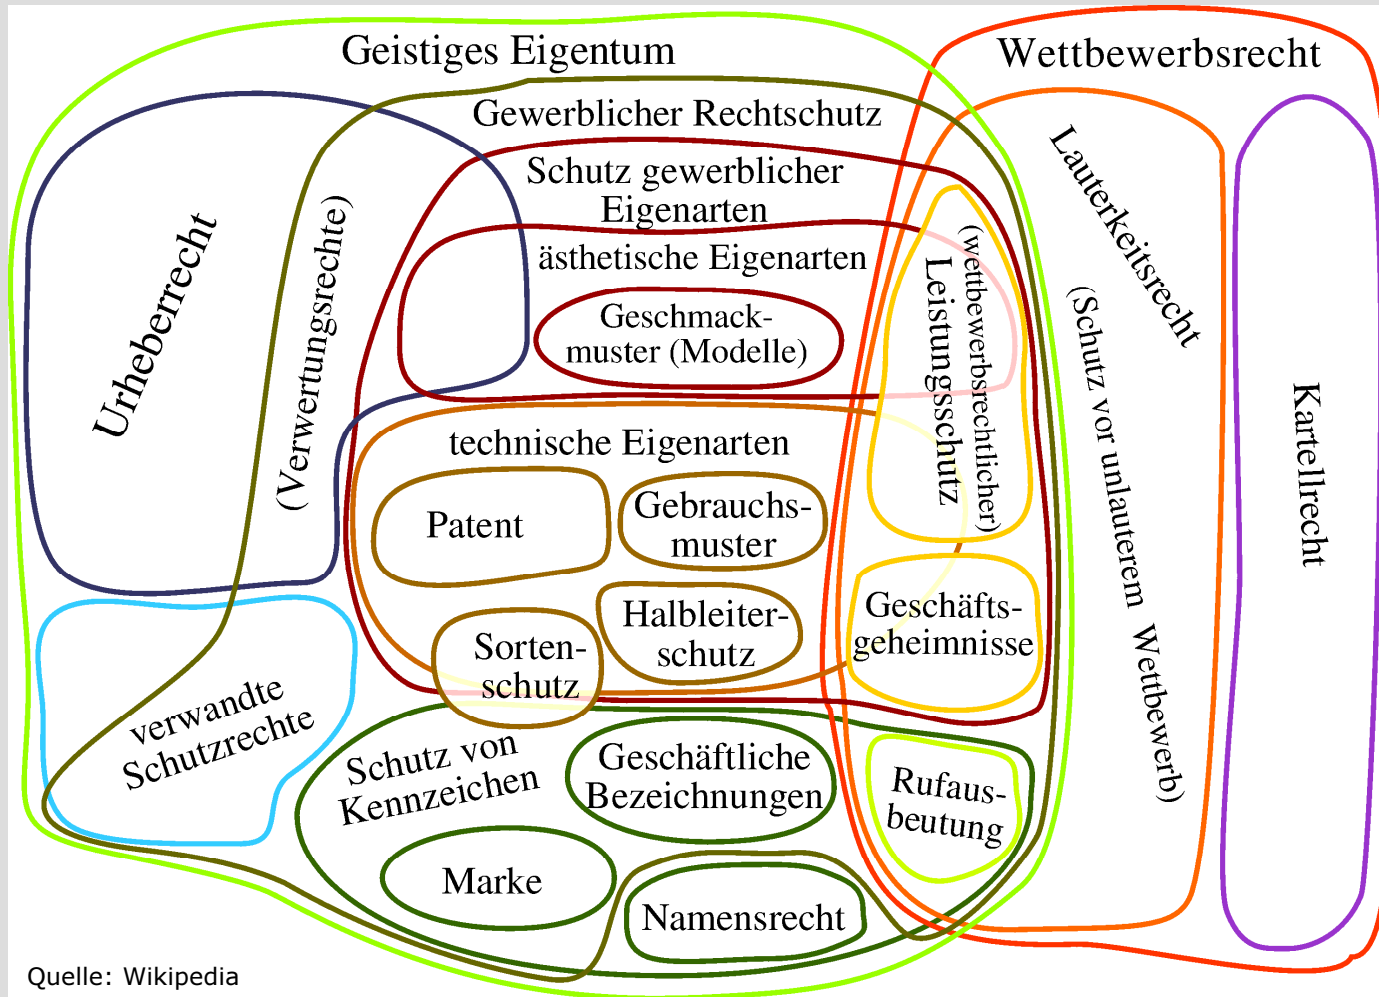 Geistiges Eigentum
Wettbewerbsrecht
Gewerblicher Rechtschutz
Schutz gewerblicher
Eigenarten
ästhetische Eigenarten
Geschmack-
muster (Modelle)
Urheberrecht
(Verwertungsrechte)
technische Eigenarten
Patent
Gebrauchs-
muster
Halbleiter-
schutz
Sorten-
schutz
(wettbewerbsrechtlicher)
Leistungsschutz
Geschäfts-
geheimnisse
Lauterkeitsrecht
(Schutz vor unlauterem Wettbewerb)
Kartellrecht
verwandte
Schutzrechte
Schutz von
Kennzeichen
Geschäftliche
Bezeichnungen
Rufaus-
beutung
Marke
Namensrecht
Quelle: Wikipedia